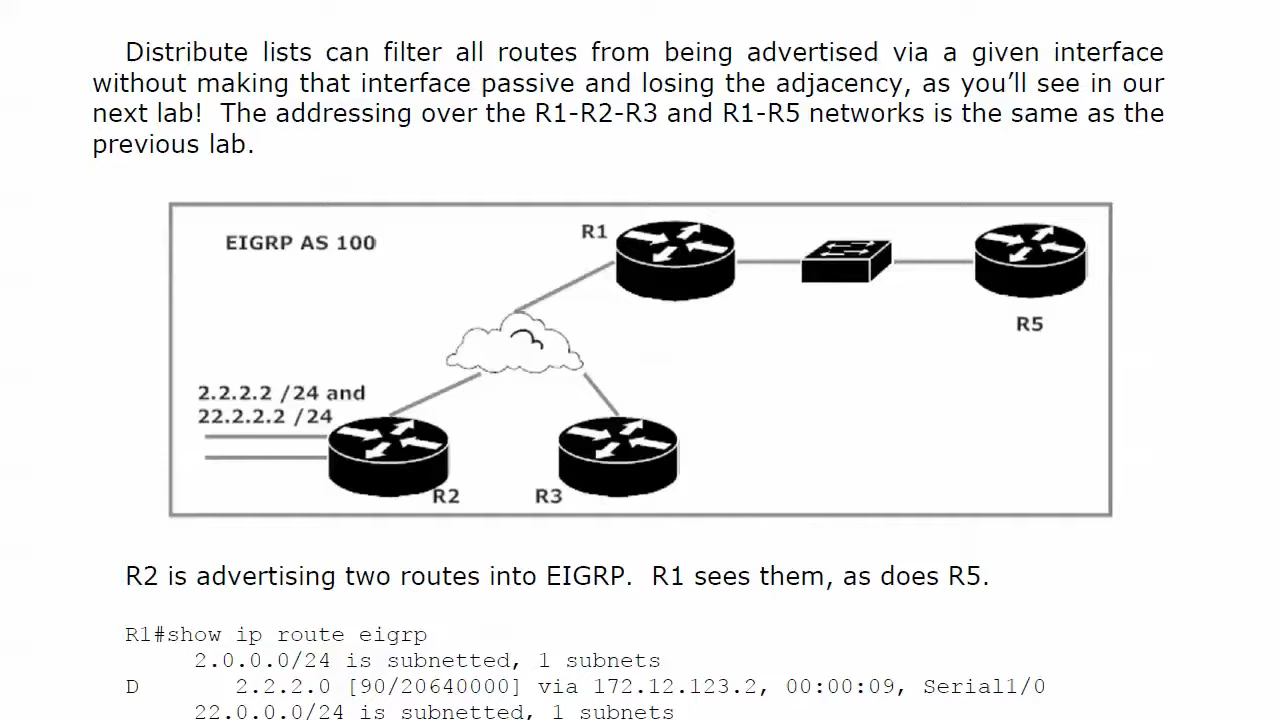 Distribute lists can filter all routes from being advertised via a given interface
without making that interface passive and losing the adjacency, as you’ll see in our
next lab! The addressing over the R1-R2-R3 and R1-R5 networks is the same as the
previous lab.
EIGRP AS 100
R1
R5
2.2.2.2 /24 and
22.2.2.2 /24
R2
R3
R2 is advertising two routes into EIGRP. R1 sees them, as does R5.
R1#show ip route eigrp
2.0.0.0/24 is subnetted, 1 subnets
D 2.2.2.0 [90/20640000] via 172.12.123.2, 00:00:09, Serial1/0
22.0.0.0/24 is subnetted, 1 subnets